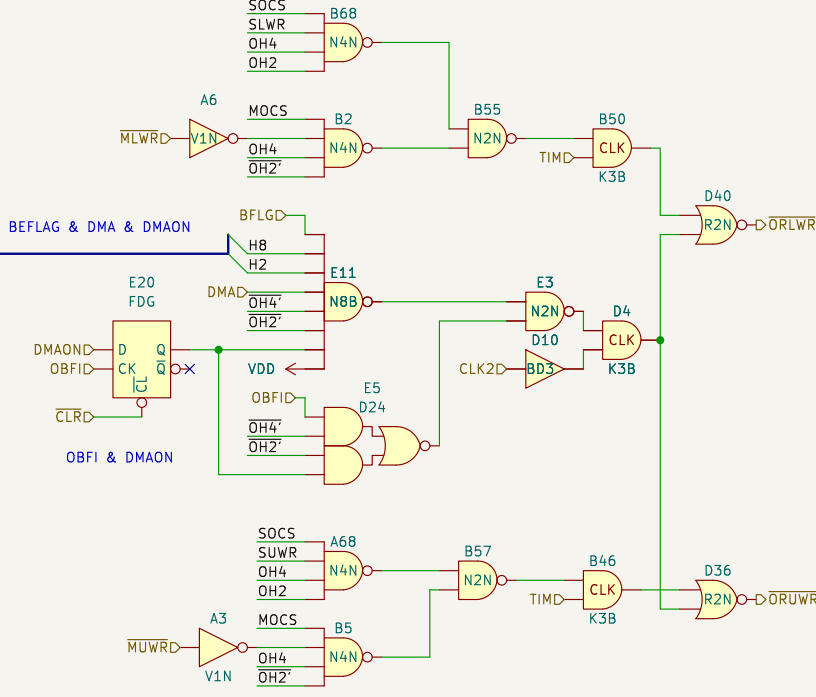 SOCS
B68
SLWR
OH4
N4N
OH2
A6
MOCS
B2
B55
B50
MLWR
V1N
N4N
N2N
CLK
OH4
TIM
OH2′
K3B
D40
BFLG
R2N
ORLWR
BEFLAG & DMA & DMAON
H8
H2
E20
E11
FDG
DMA
E3
OH4′
N8B
N2N
D4
OH2′
DMAON
D
Q
D10
CLK
OBFI
CK
Q
VDD
CLK2
BD3
K3B
CL
E5
OBFI
D24
CLR
OH4′
OH2′
OBFI & DMAON
SOCS
A68
SUWR
B57
B46
OH4
N4N
N2N
D36
OH2
CLK
TIM
R2N
ORUWR
A3
MOCS
B5
K3B
MUWR
OH4
N4N
V1N
OH2′